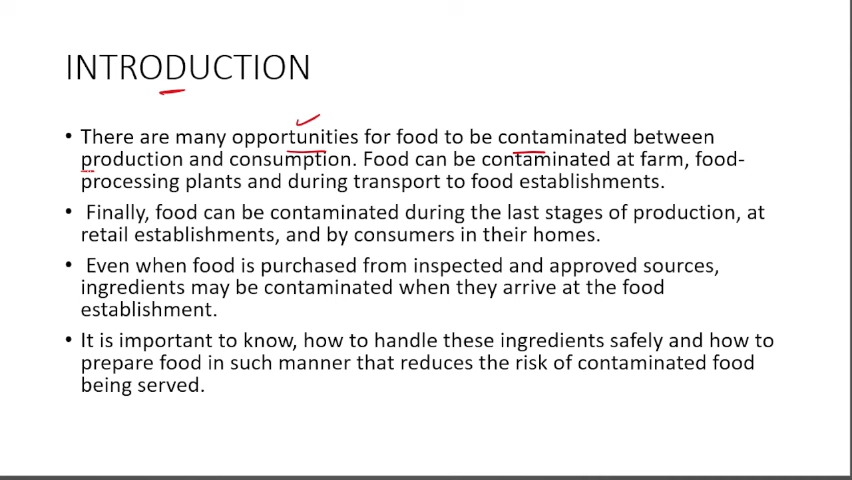 INTRODUCTION
• There are many opportunities for food to be contaminated between
production and consumption. Food can be contaminated at farm, food-
processing plants and during transport to food establishments.
• Finally, food can be contaminated during the last stages of production, at
retail establishments, and by consumers in their homes.
• Even when food is purchased from inspected and approved sources,
ingredients may be contaminated when they arrive at the food
establishment.
• It is important to know, how to handle these ingredients safely and how to
prepare food in such manner that reduces the risk of contaminated food
being served.